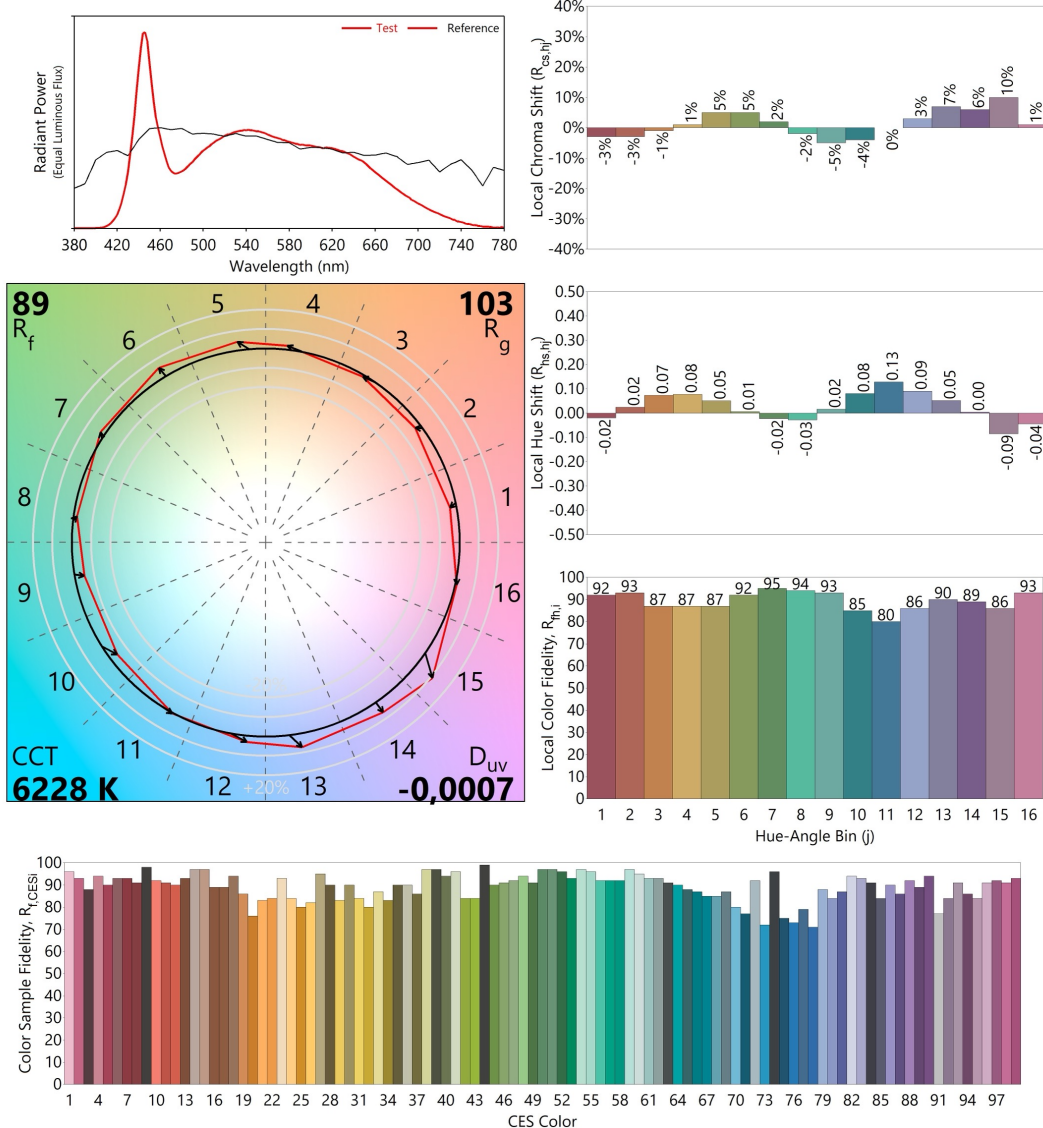 Test Reference
Radiant Power
(Equal Luminous Flux)
380 420 460 500 540 580 620 660 700 740 780
Wavelength (nm)
Local Chroma Shift (Rcs,hj)
40%
30%
20%
10%
0%
-10%
-20%
-30%
-40%
-3% -3% -1% 1% 5% 5% 2% -2% -5% -4% 0% 3% 7% 6% 10% 1%
89
Rf
103
Rg
5 4
6 3
7 2
8 1
9 16
10 15
11 14
12 +20% 13
CCT
6228 K
Duv
-0,0007
Local Hue Shift (Rhs,hj)
0.50
0.40
0.30
0.20
0.10
0.00
-0.10
-0.20
-0.30
-0.40
-0.50
-0.02 0.02 0.07 0.08 0.05 0.01 -0.02 -0.03 0.02 0.08 0.13 0.09 0.05 0.00 -0.09 -0.04
Local Color Fidelity, Rfh,i
100
90
80
70
60
50
40
30
20
10
0
92 93 87 87 87 92 95 94 93 85 80 86 90 89 86 93
1 2 3 4 5 6 7 8 9 10 11 12 13 14 15 16
Hue-Angle Bin (j)
Color Sample Fidelity, Rf,CESi
100
90
80
70
60
50
40
30
20
10
0
1 4 7 10 13 16 19 22 25 28 31 34 37 40 43 46 49 52 55 58 61 64 67 70 73 76 79 82 85 88 91 94 97
CES Color